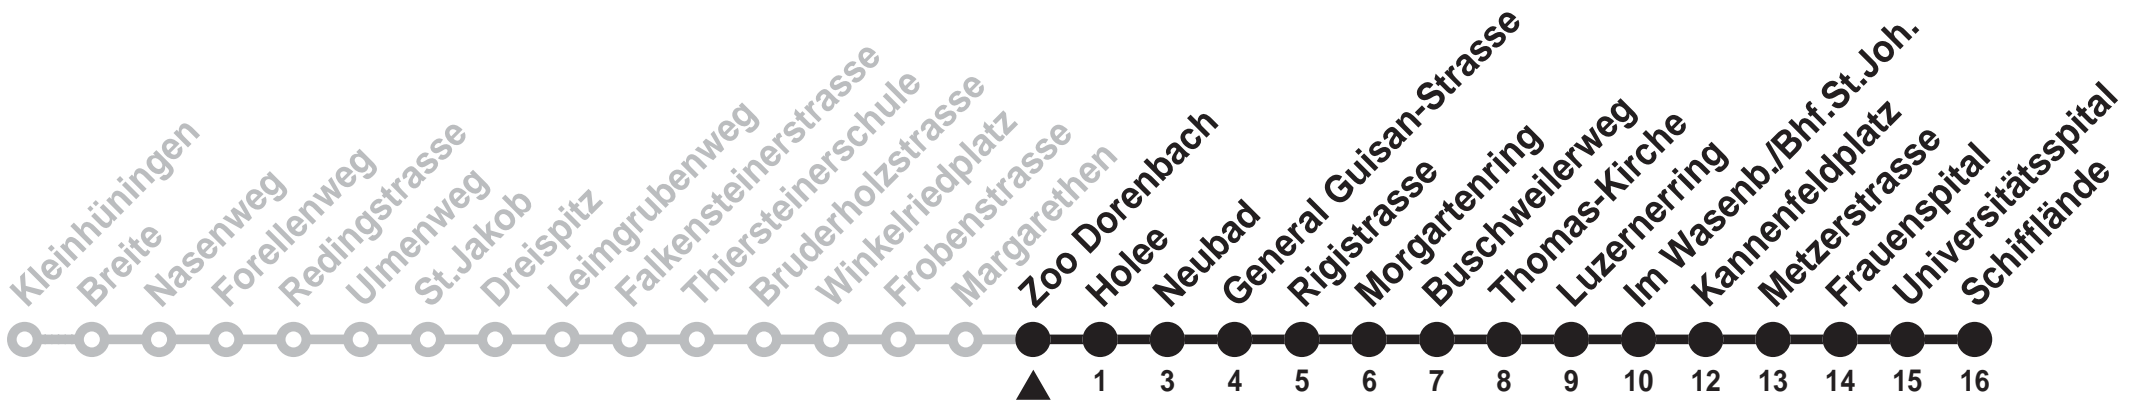 Kleinhüningen
Breite
Nasenweg
Forellenweg
Redingstrasse
Ulmenweg
St.Jakob
Dreispitz
Leimgrubenweg
Falkensteinerstrasse
Thiersteinerschule
Bruderholzstrasse
Winkelriedplatz
Frobenstrasse
Margarethen
Zoo Dorenbach
Holee
Neubad
General Guisan-Strasse
Rigistrasse
Morgartenring
Buschweilerweg
Thomas-Kirche
Luzernerring
Im Wasenb./Bhf.St.Joh.
Kannenfeldplatz
Metzerstrasse
Frauenspital
Universitätsspital
Schifflände
1 3 4 5 6 7 8 9 10 12 13 14 15 16